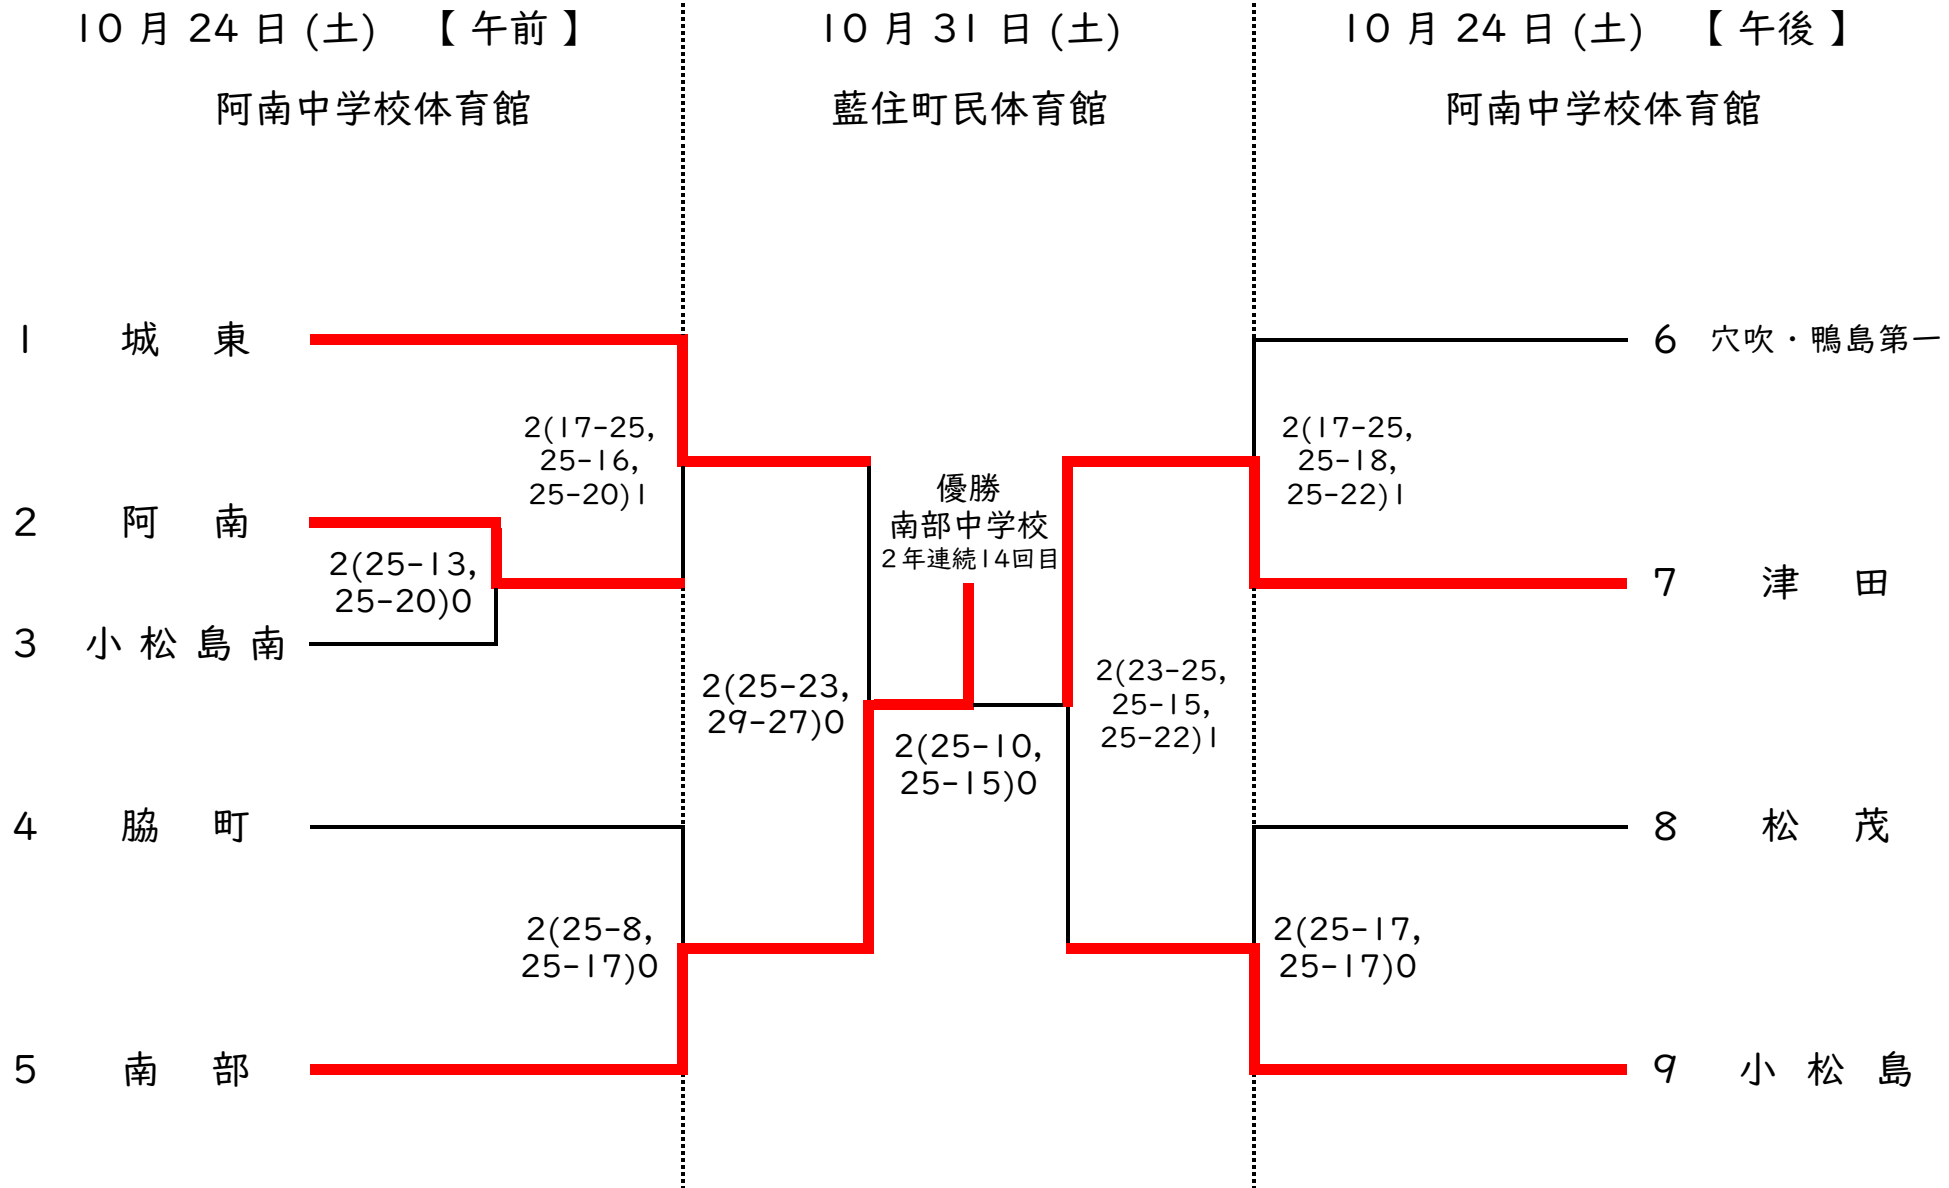 10月24日(土) 【午前】
阿南中学校体育館
10月31日(土)
藍住町民体育館
10月24日(土) 【午後】
阿南中学校体育館
1 城 東
2 阿 南
3 小松島南
4 脇 町
5 南 部
2(17-25,
25-16,
25-20)1
2(25-13,
25-20)0
2(25-8,
25-17)0
2(25-23,
29-27)0
優勝
南部中学校
2年連続14回目
2(25-10,
25-15)0
2(23-25,
25-15,
25-22)1
2(17-25,
25-18,
25-22)1
2(25-17,
25-17)0
6 穴吹・鴨島第一
7 津 田
8 松 茂
9 小 松 島